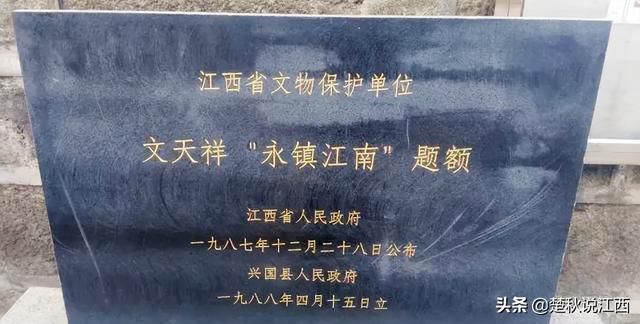 江西省文物保护单位
文天祥“永镇江南”题额
江西省人民政府
一九八七年十二月二十八日公布
兴国县人民政府
一九八八年四月十五日立
头条 @楚秋说江西